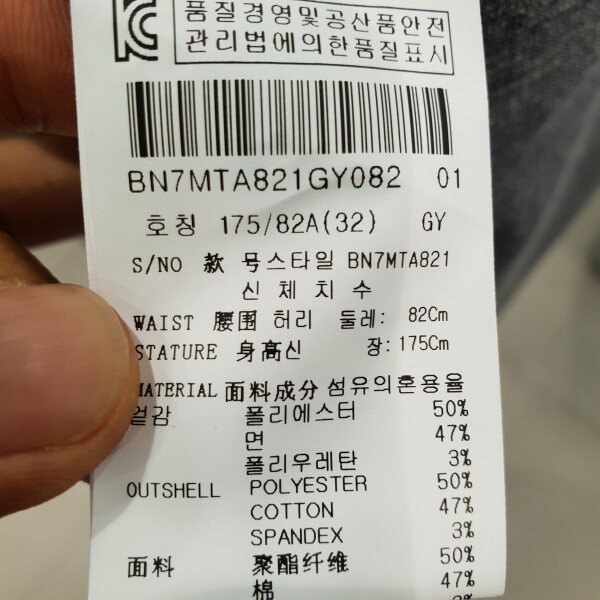 품질경영및공산품안전
관리법에의한품질표시
BN7MTA821GY082 01
호칭 175/82A(32) GY
S/NO 款 号스타일 BN7MTA821
신체치수
WAIST 腰围 허리 둘레: 82Cm
STATURE 身高신 장: 175Cm
MATERIAL 面料成分 섬유의혼용율
겉감 폴리에스터 50%
면 47%
폴리우레탄 3%
OUTSHELL POLYESTER 50%
COTTON 47%
SPANDEX 3%
面料 聚酯纤维 50%
棉 47%